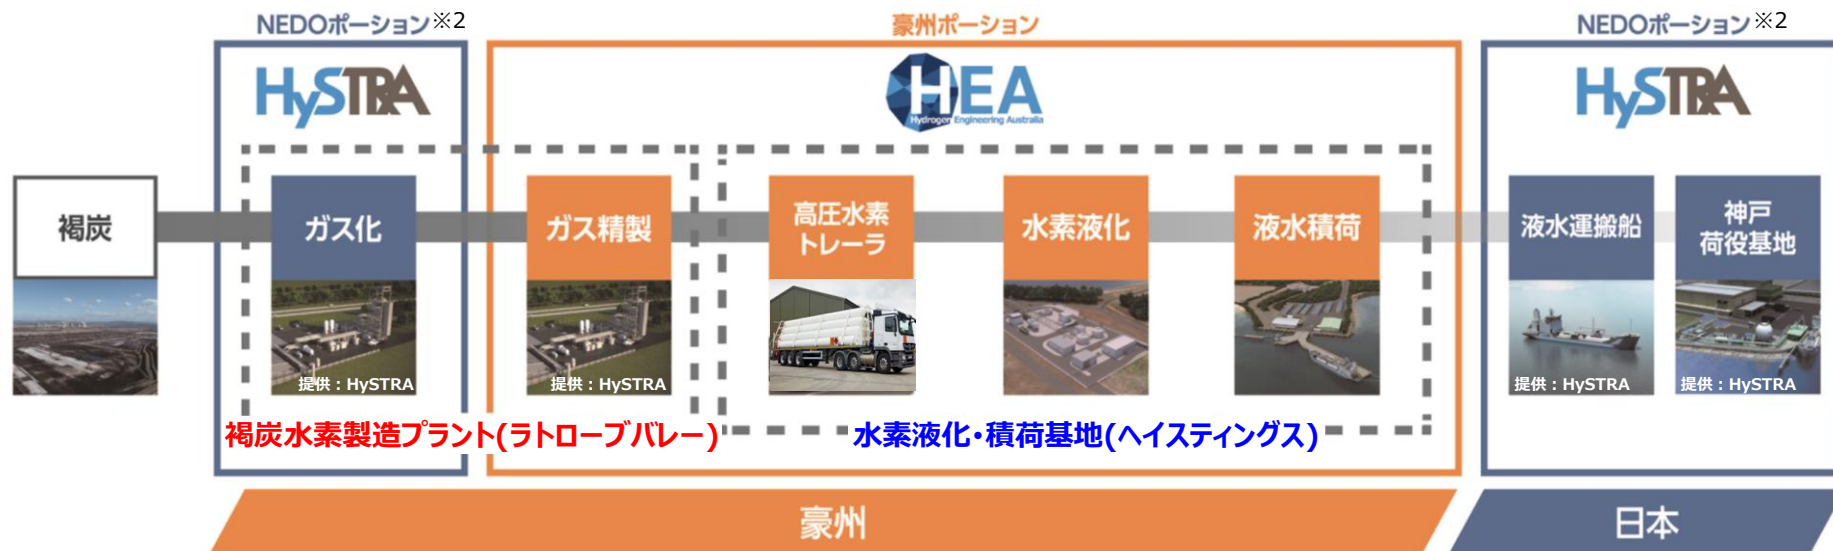 NEDOポーション※2
豪州ポーション
NEDOポーション※2
HySTRA
HEA
Hydrogen Engineering Australia
HySTRA
褐炭
ガス化
ガス精製
高圧水素
トレーラ
水素液化
液水積荷
液水運搬船
神戸
荷役基地
提供：HySTRA
提供：HySTRA
提供：HySTRA
提供：HySTRA
褐炭水素製造プラント(ラトローブバレー)
水素液化・積荷基地(ヘイスティングス)
豪州
日本